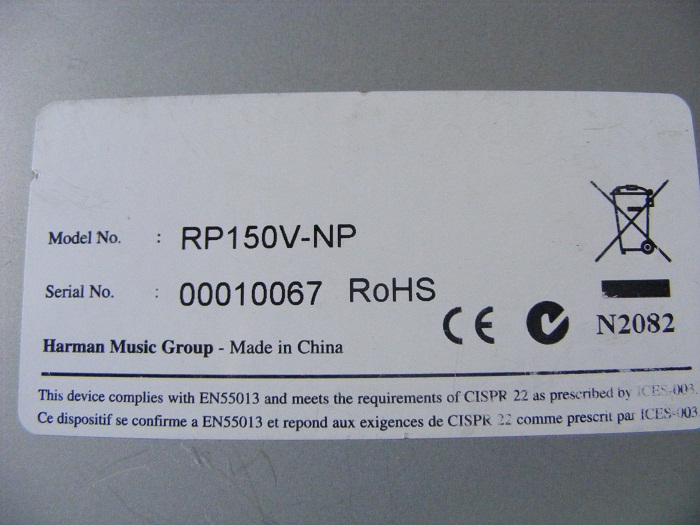 Model No. : RP150V-NP
Serial No. : 00010067 RoHS
CE N2082
Harman Music Group - Made in China
This device complies with EN55013 and meets the requirements of CISPR 22 as prescribed by ICES-003.
Ce dispositif se confirme a EN55013 et repond aux exigences de CISPR 22 comme prescrit par ICES-003